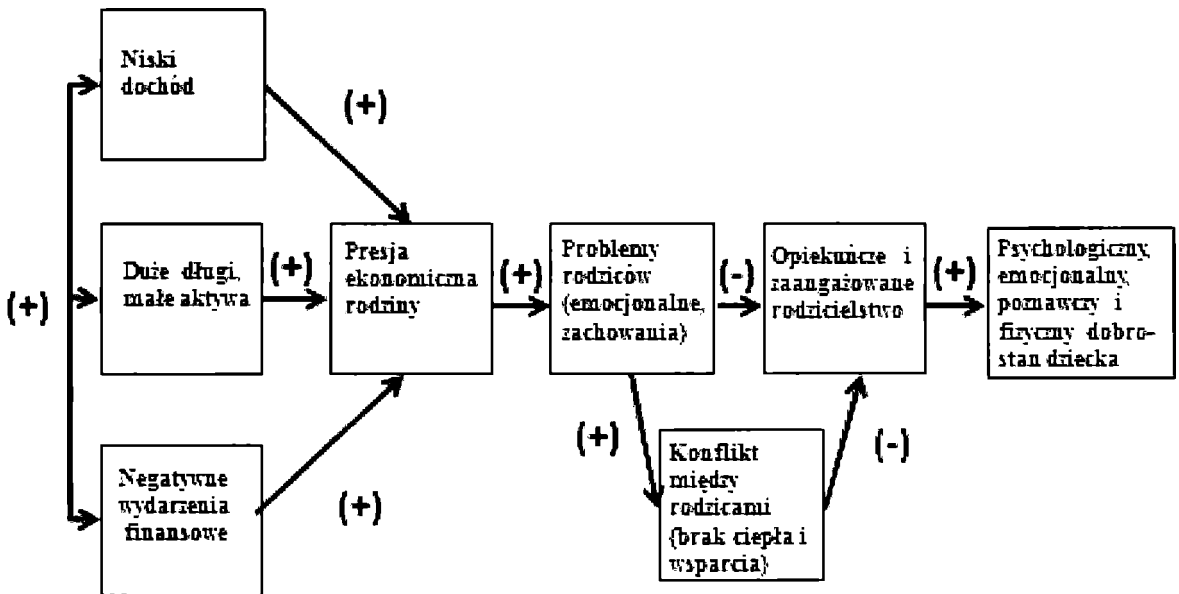 Niski
dochód
(+)
(+)
Duże długi,
małe aktywa
(+)
Presja
ekonomiczna
rodziny
(+)
Problemy
rodziców
(emocjonalne,
zachowania)
(-)
Opiekuńcze i
zaangażowane
rodzicielstwo
(+)
Psychologiczny,
emocjonalny,
poznawczy i
fizyczny dobro-
stan dziecka
Negatywne
wydarzenia
finansowe
(+)
(+)
Konflikt
między
rodzicami
(brak ciepła i
wsparcia)
(-)